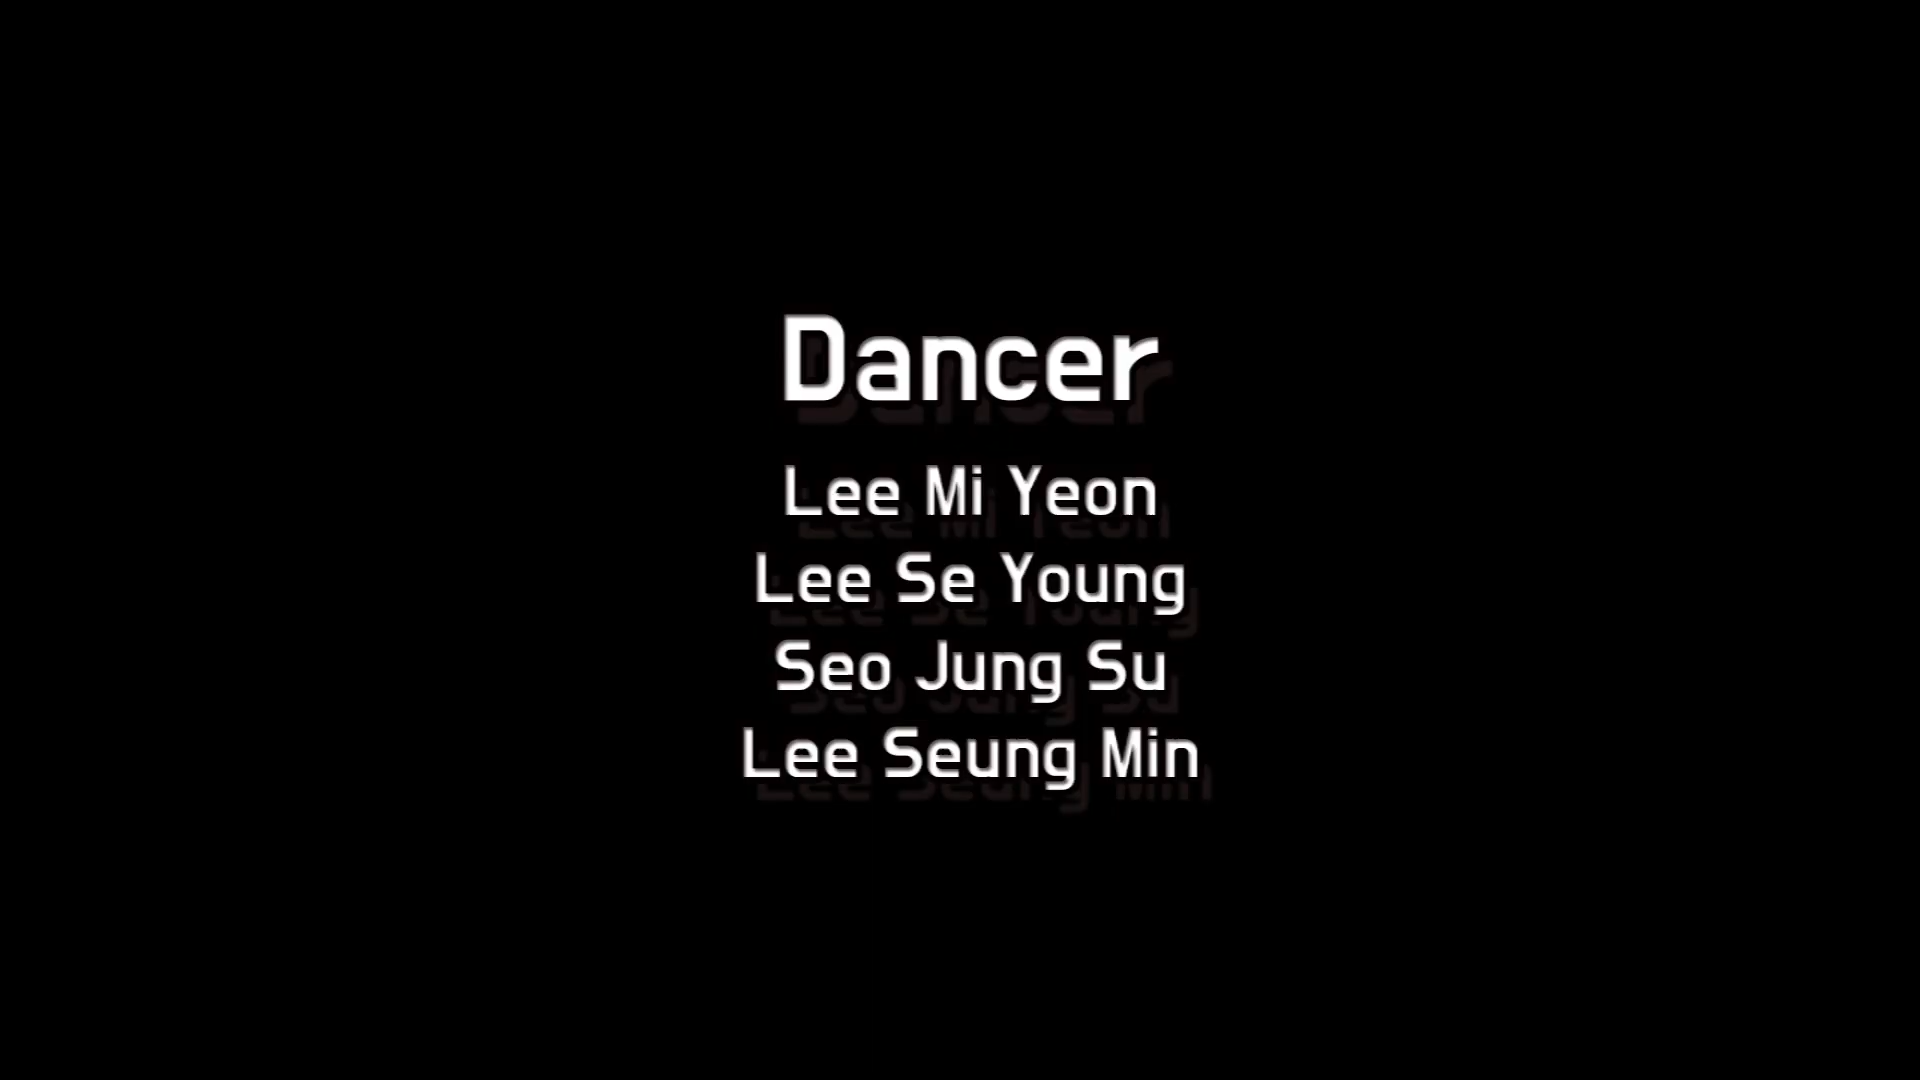 Dancer
Lee Mi Yeon
Lee Se Young
Seo Jung Su
Lee Seung Min